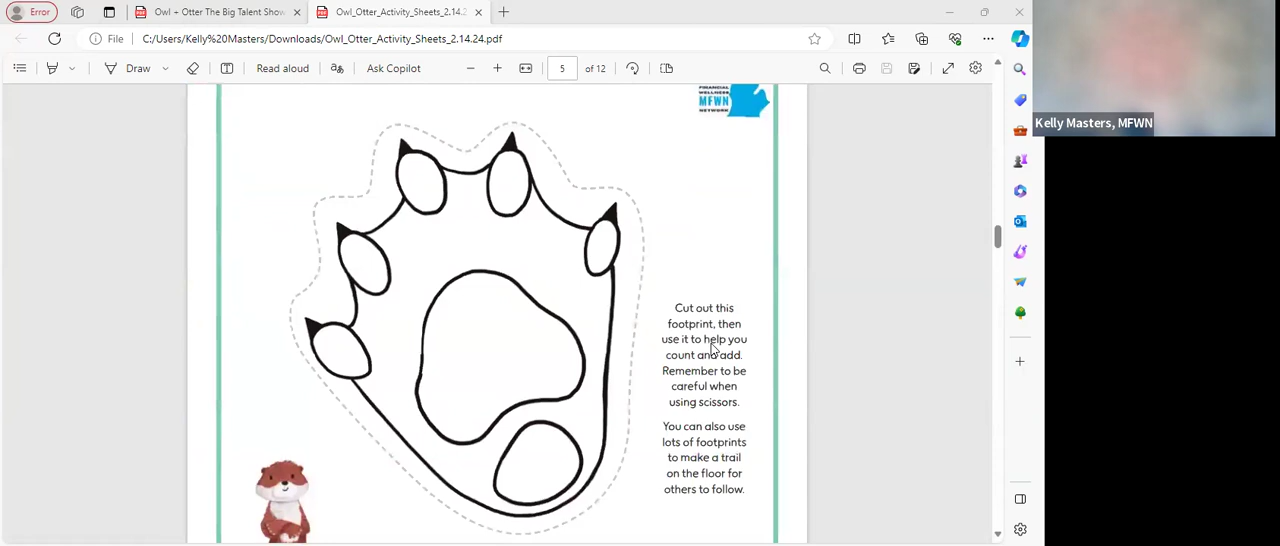 Error
Owl + Otter The Big Talent Show
Owl_Otter_Activity_Sheets_2.14.2
File
C:/Users/Kelly%20Masters/Downloads/Owl_Otter_Activity_Sheets_2.14.24.pdf
Draw
Read aloud
Ask Copilot
5
of 12
FINANCIAL
WELLNESS
MFWN
NETWORK
Kelly Masters, MFWN
Cut out this
footprint, then
use it to help you
count and add.
Remember to be
careful when
using scissors.
You can also use
lots of footprints
to make a trail
on the floor for
others to follow.